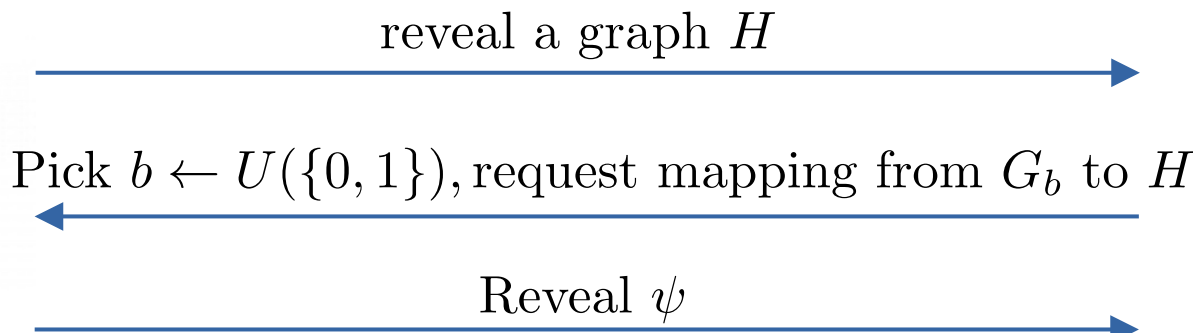 reveal a graph H
Pick b ← U({0, 1}), request mapping from G_b to H
Reveal ψ